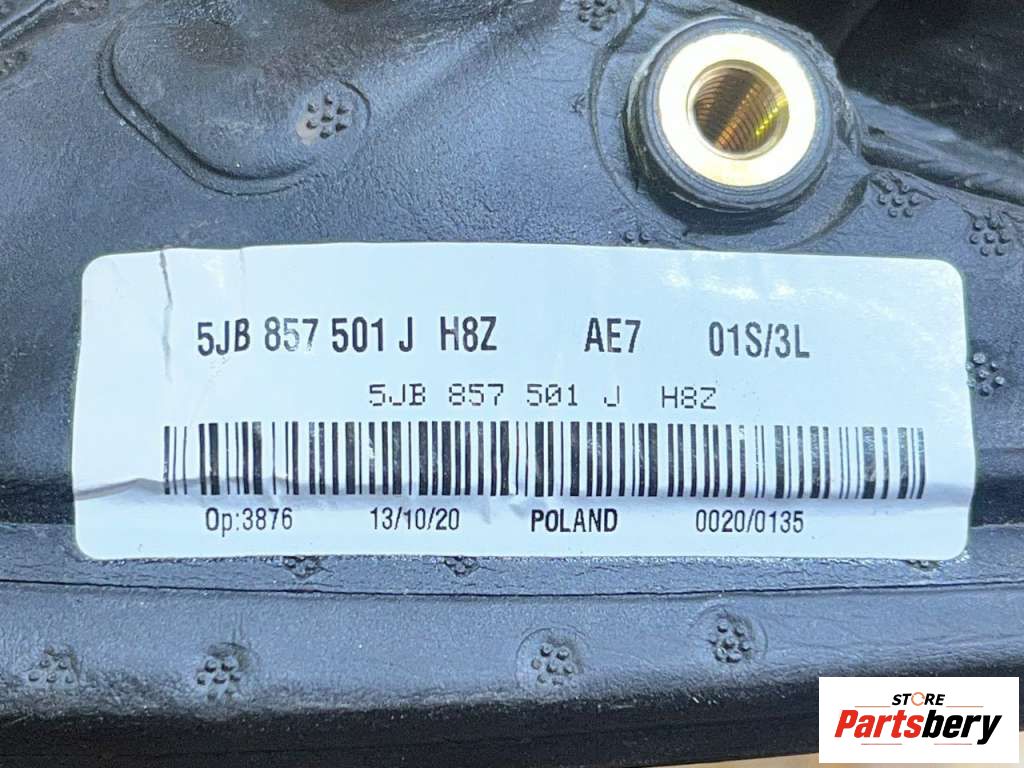 5JB 857 501 J H8Z AE7 01S/3L
5JB 857 501 J H8Z
Op:3876 13/10/20 POLAND 0020/0135
STORE
Partsbery